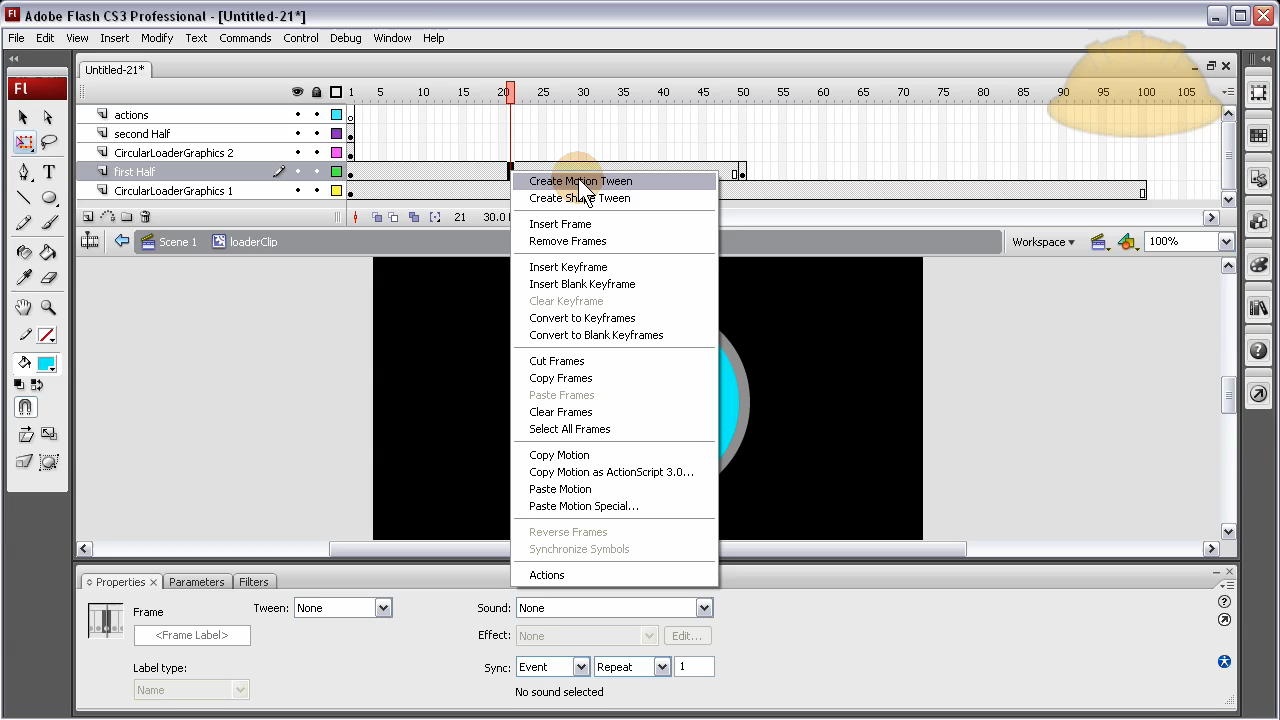 Adobe Flash CS3 Professional - [Untitled-21*]
File Edit View Insert Modify Text Commands Control Debug Window Help
Untitled-21*
Fl
1 5 10 15 20 25 30 35 40 45 50 55 60 65 70 75 80 85 90 95 100 105
actions
second Half
CircularLoaderGraphics 2
first Half
CircularLoaderGraphics 1
21 30.0
Scene 1 loaderClip Workspace 100%
Create Motion Tween
Create Shape Tween
Insert Frame
Remove Frames
Insert Keyframe
Insert Blank Keyframe
Clear Keyframe
Convert to Keyframes
Convert to Blank Keyframes
Cut Frames
Copy Frames
Paste Frames
Clear Frames
Select All Frames
Copy Motion
Copy Motion as ActionScript 3.0...
Paste Motion
Paste Motion Special...
Reverse Frames
Synchronize Symbols
Actions
Properties Parameters Filters
Frame Tween: None Sound: None
<Frame Label> Effect: None Edit...
Label type: Sync: Event Repeat 1
Name No sound selected